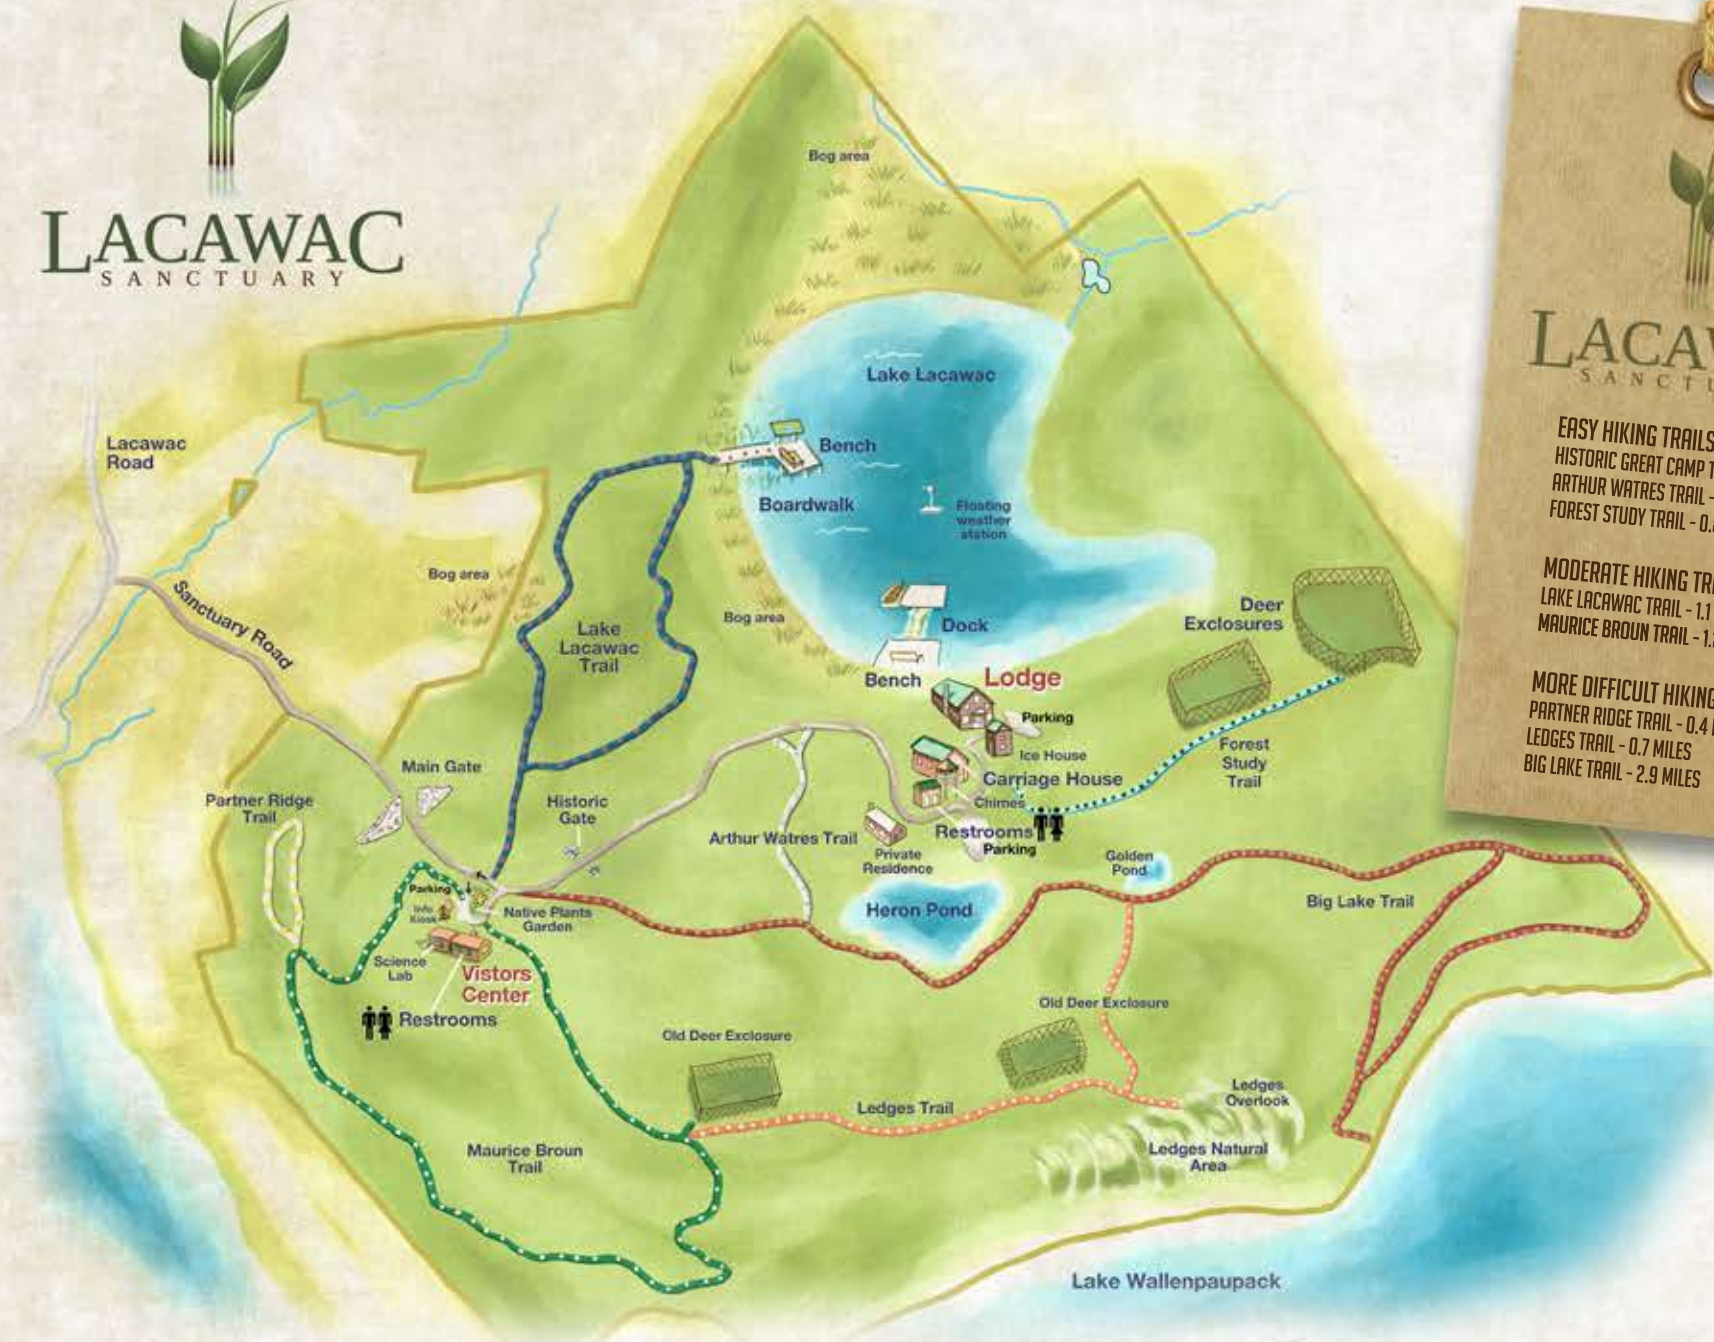 LACAWAC
SANCTUARY
Bog area
Lake Lacawac
Lacawac
Road
Bench
Boardwalk
Floating
weather
station
Sanctuary Road
Bog area
Lake
Lacawac
Trail
Bog area
Dock
Deer
Exclosures
Bench
Lodge
Parking
Ice House
Forest
Study
Trail
Main Gate
Carriage House
Chimes
Partner Ridge
Trail
Historic
Gate
Arthur Watres Trail
Restrooms
Parking
Private
Residence
Golden
Pond
Parking
Info
Kiosk
Native Plants
Garden
Heron Pond
Big Lake Trail
Science
Lab
Vistors
Center
Restrooms
Old Deer Exclosure
Old Deer Exclosure
Ledges Trail
Ledges
Overlook
Maurice Broun
Trail
Ledges Natural
Area
Lake Wallenpaupack
EASY HIKING TRAILS
HISTORIC GREAT CAMP T
ARTHUR WATRES TRAIL -
FOREST STUDY TRAIL - 0.
MODERATE HIKING TR
LAKE LACAWAC TRAIL - 1.1
MAURICE BROUN TRAIL - 1.
MORE DIFFICULT HIKING
PARTNER RIDGE TRAIL - 0.4
LEDGES TRAIL - 0.7 MILES
BIG LAKE TRAIL - 2.9 MILES